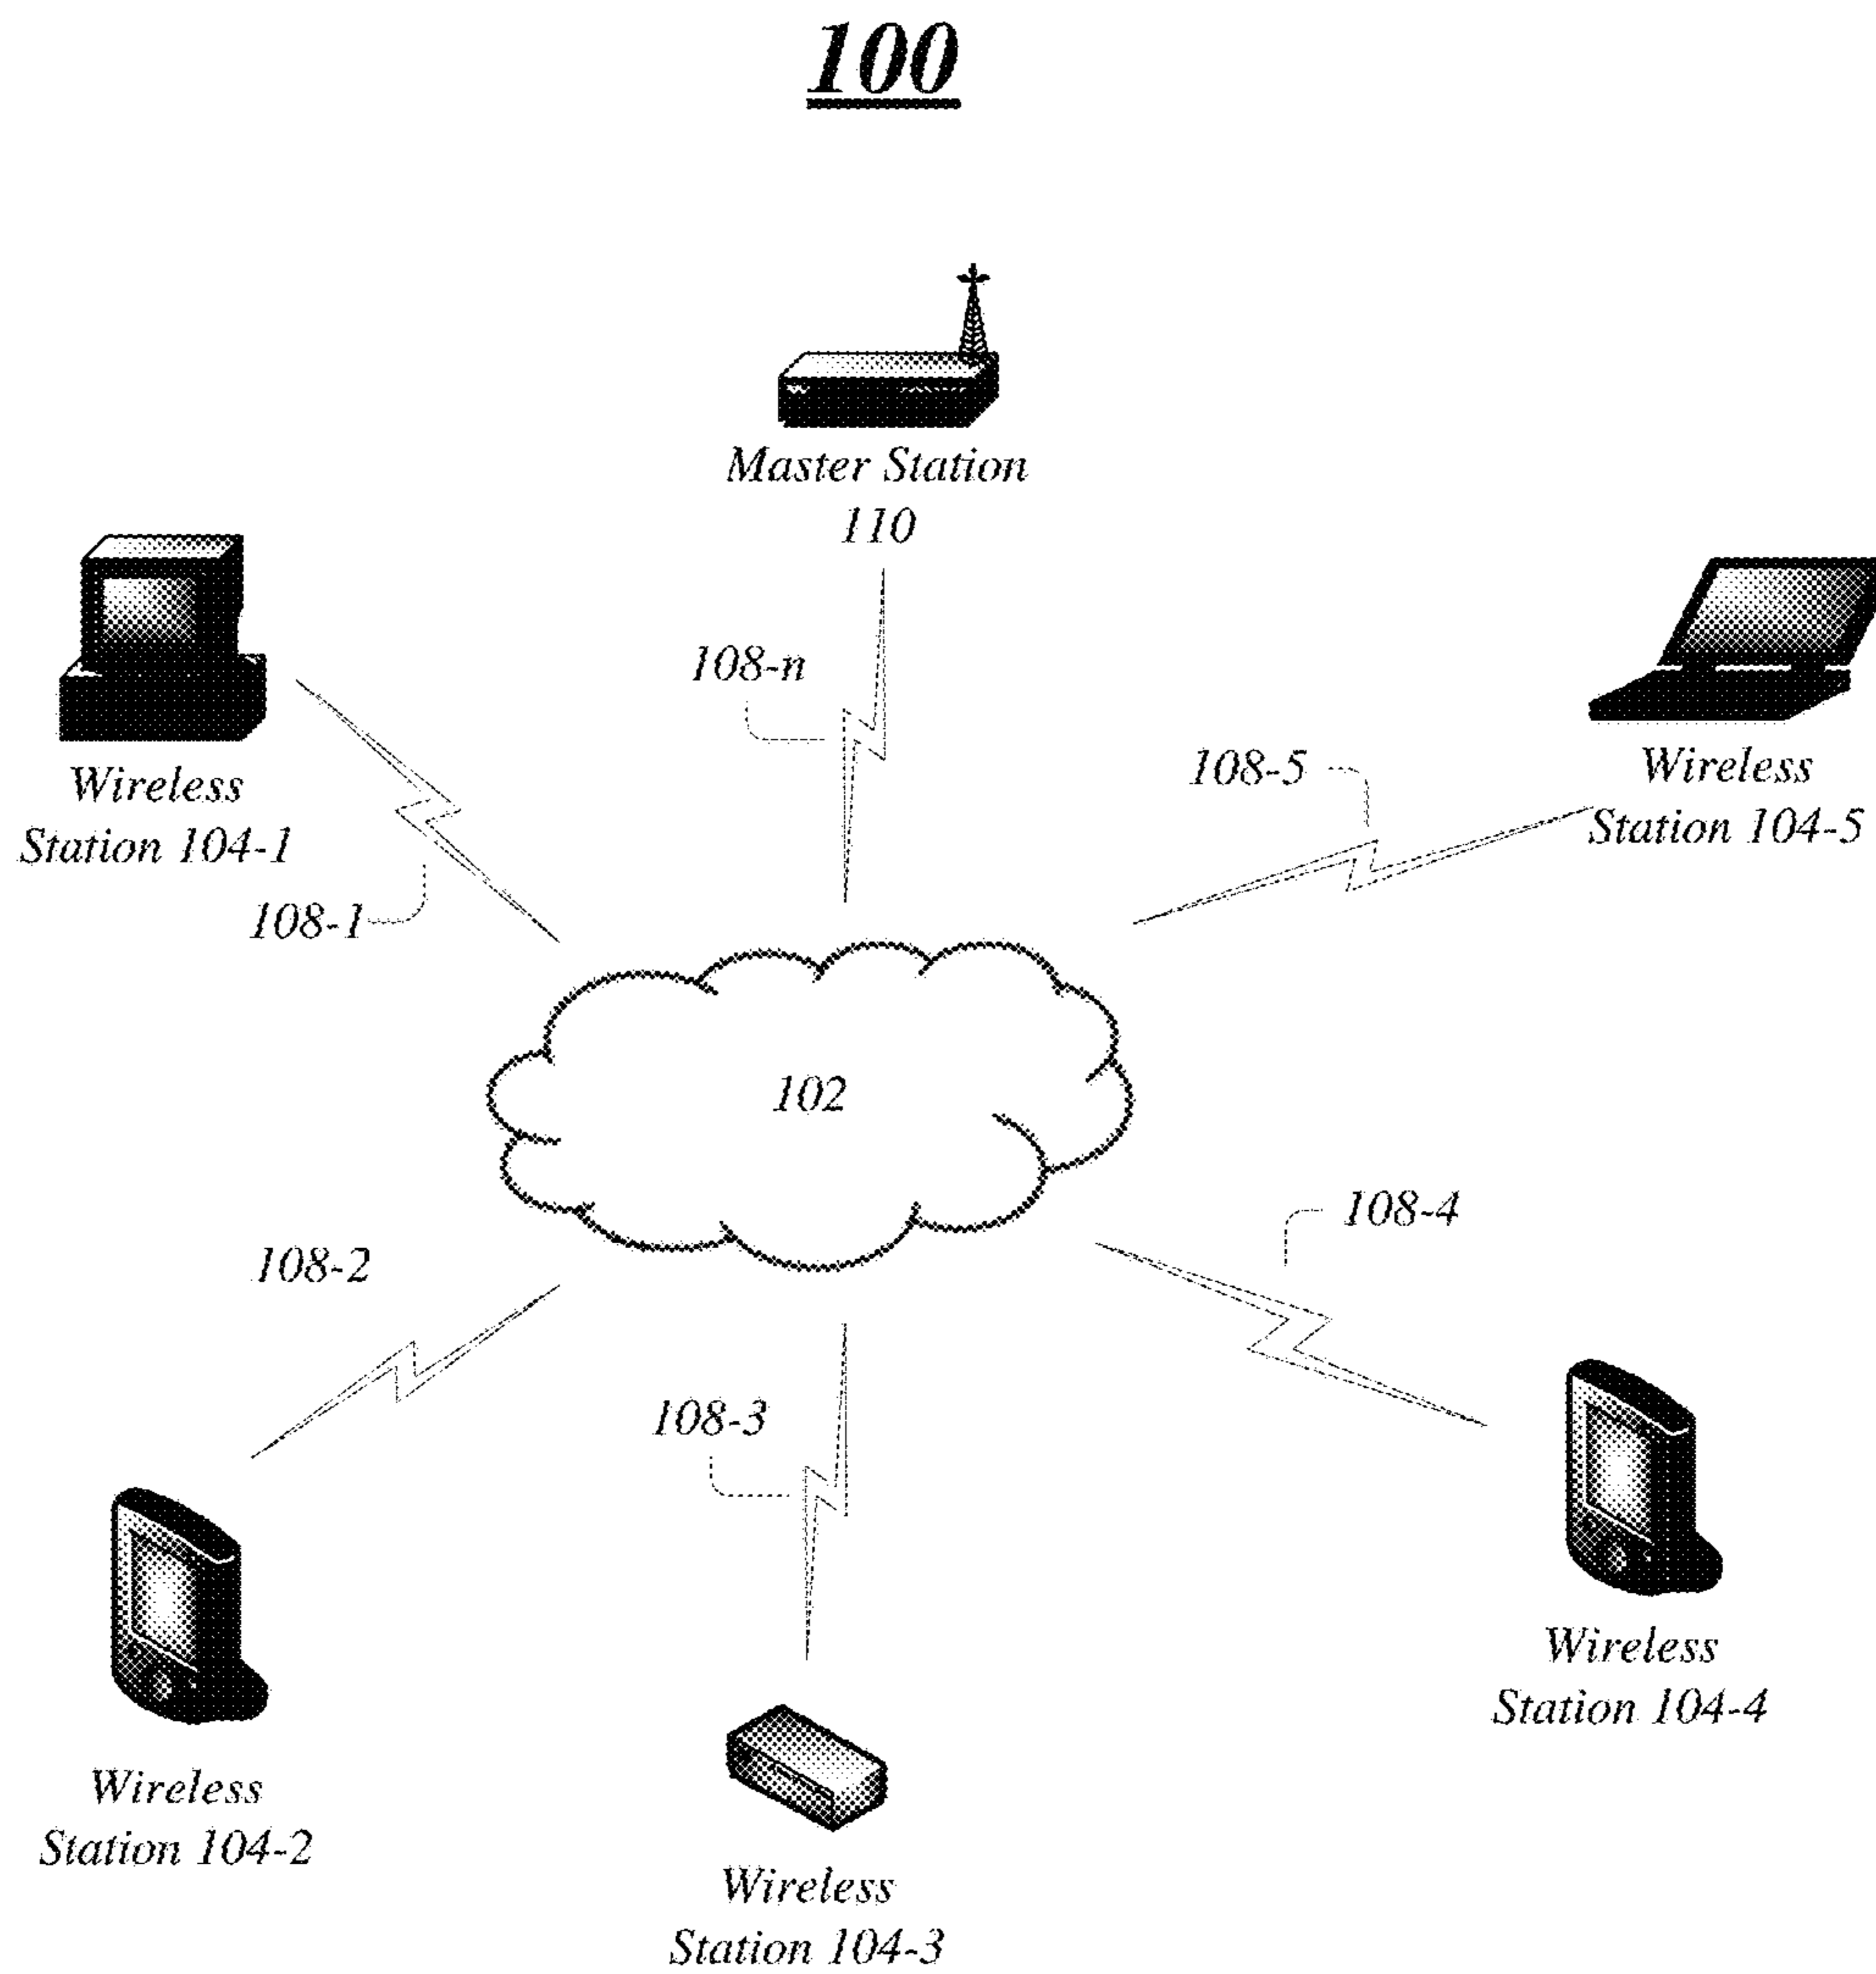 100
Master Station
110
108-n
Wireless
Station 104-1
108-5
Wireless
Station 104-5
108-1
102
108-4
108-2
108-3
Wireless
Station 104-4
Wireless
Station 104-2
Wireless
Station 104-3